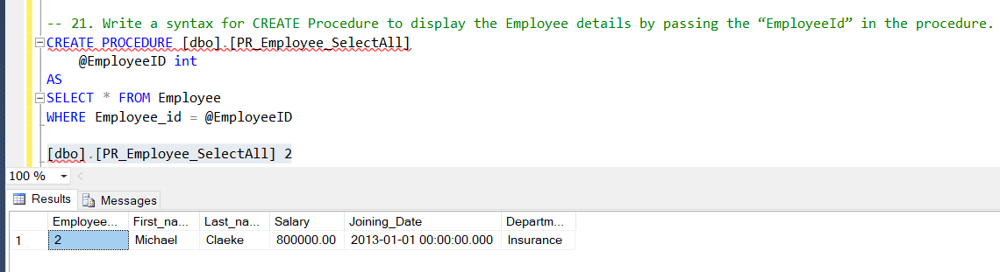 -- 21. Write a syntax for CREATE Procedure to display the Employee details by passing the “EmployeeId” in the procedure.
CREATE PROCEDURE [dbo].[PR_Employee_SelectAll]
@EmployeeID int
AS
SELECT * FROM Employee
WHERE Employee_id = @EmployeeID
[dbo].[PR_Employee_SelectAll] 2
100 %
Results Messages
Employee... First_na... Last_na... Salary Joining_Date Departm...
1 2 Michael Claeke 800000.00 2013-01-01 00:00:00.000 Insurance